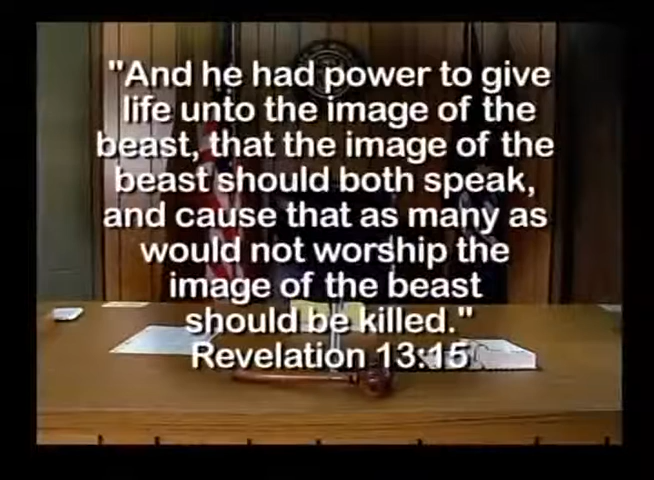 "And he had power to give
life unto the image of the
beast, that the image of the
beast should both speak,
and cause that as many as
would not worship the
image of the beast
should be killed."
Revelation 13:15